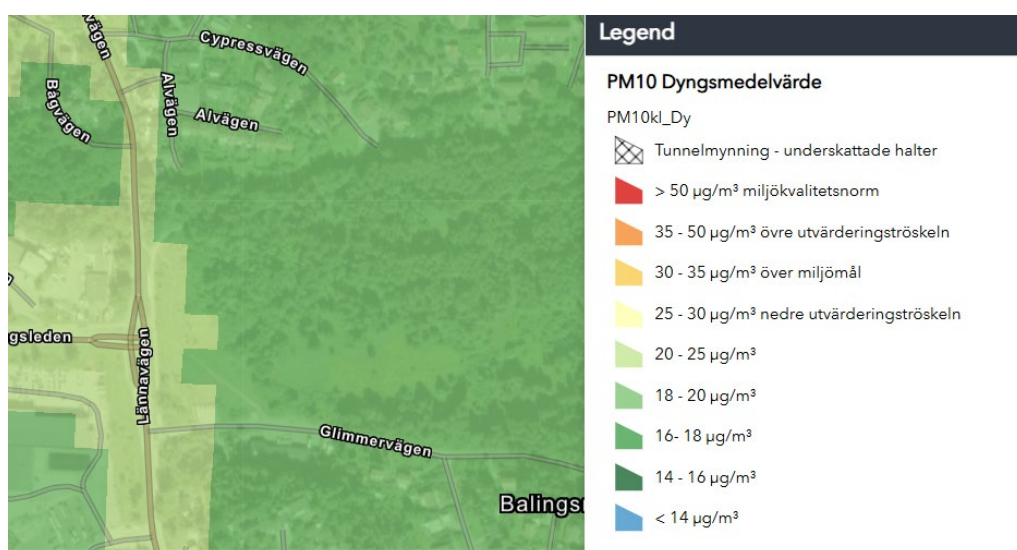 vägen
Cypressvägen
Bågvägen
Alvägen
Alvägen
gsleden
Lännavägen
Glimmervägen
Balings
Legend
PM10 Dyngsmedelvärde
PM10kl_Dy
Tunnelmynning - underskattade halter
> 50 µg/m³ miljökvalitetsnorm
35 - 50 µg/m³ övre utvärderingströskeln
30 - 35 µg/m³ över miljömål
25 - 30 µg/m³ nedre utvärderingströskeln
20 - 25 µg/m³
18 - 20 µg/m³
16- 18 µg/m³
14 - 16 µg/m³
< 14 µg/m³